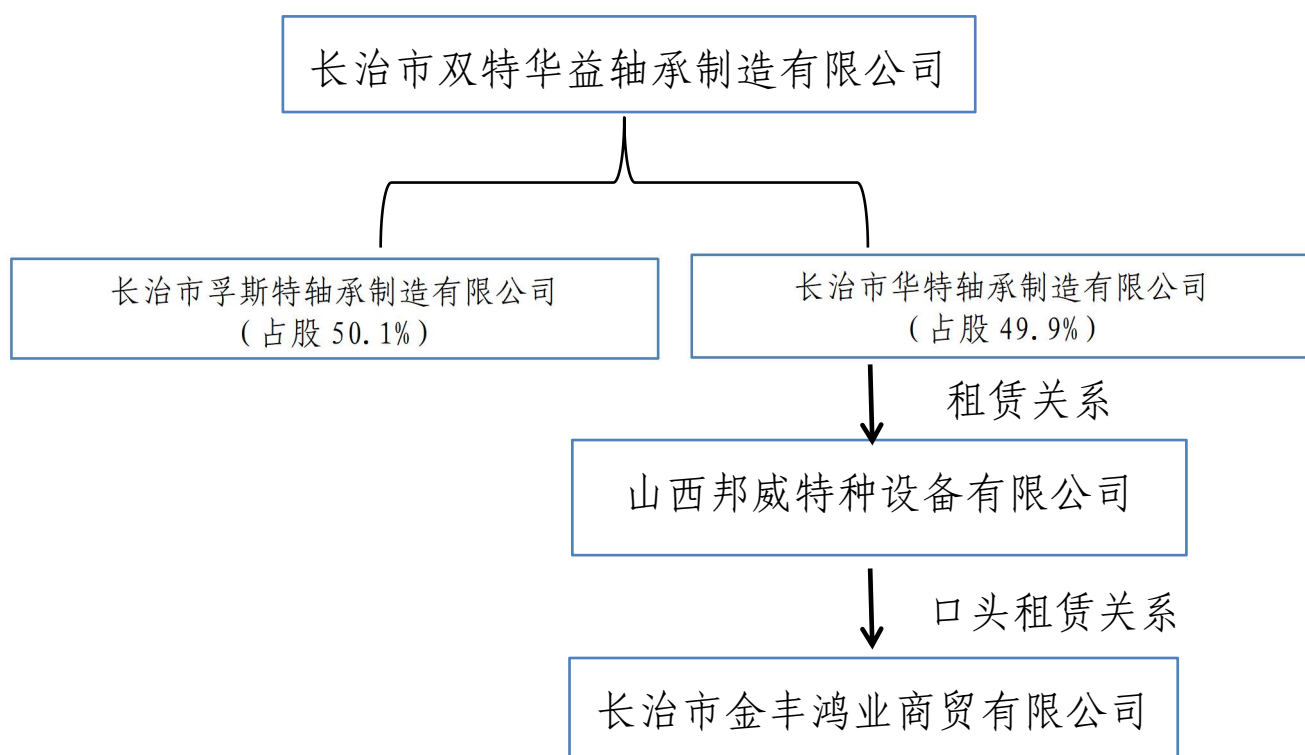 长治市双特华益轴承制造有限公司
长治市孚斯特轴承制造有限公司
(占股 50.1%)
长治市华特轴承制造有限公司
(占股 49.9%)
租赁关系
山西邦威特种设备有限公司
口头租赁关系
长治市金丰鸿业商贸有限公司